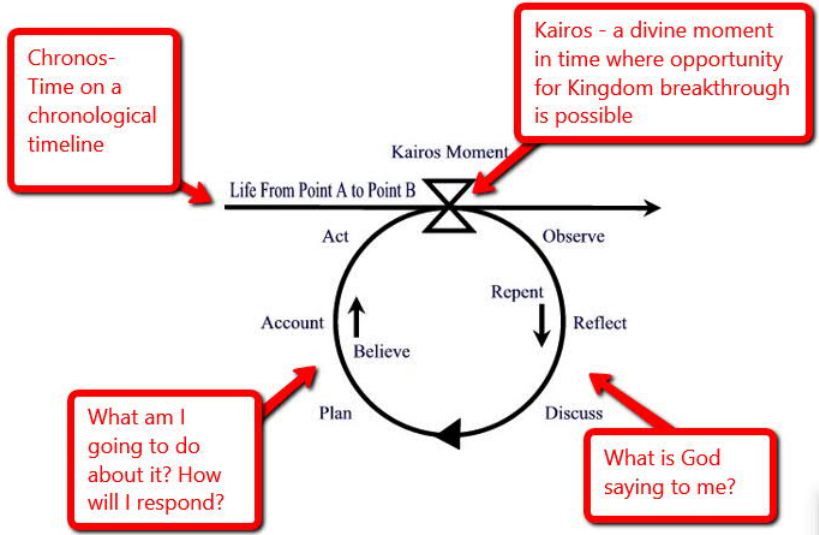 Chronos-
Time on a
chronological
timeline
Kairos - a divine moment
in time where opportunity
for Kingdom breakthrough
is possible
Kairos Moment
Life From Point A to Point B
Act
Observe
Repent
Account
Reflect
Believe
Plan
Discuss
What am I
going to do
about it? How
will I respond?
What is God
saying to me?